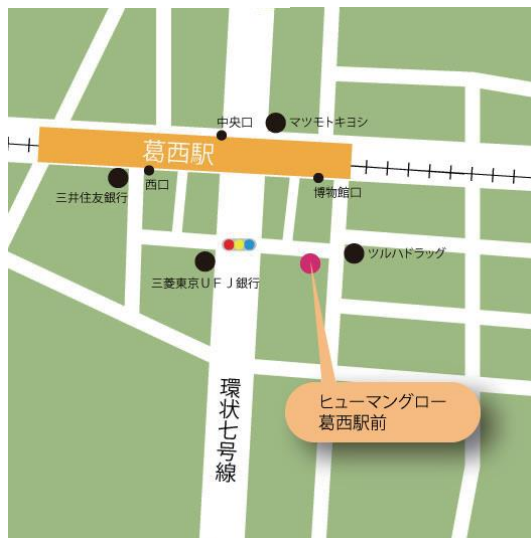 中央口
マツモトキヨシ
葛西駅
三井住友銀行
西口
博物館口
ツルハドラッグ
三菱東京ＵＦＪ銀行
環状七号線
ヒューマングロー
葛西駅前